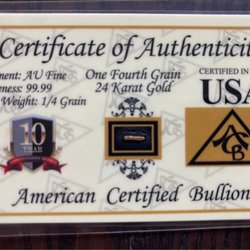 Certificate of Authentici
ment: AU Fine
eness: 99.99
Weight: 1/4 Grain
One Fourth Grain
24 Karat Gold
CERTIFIED IN
USA
10
YEAR
American Certified Bullion